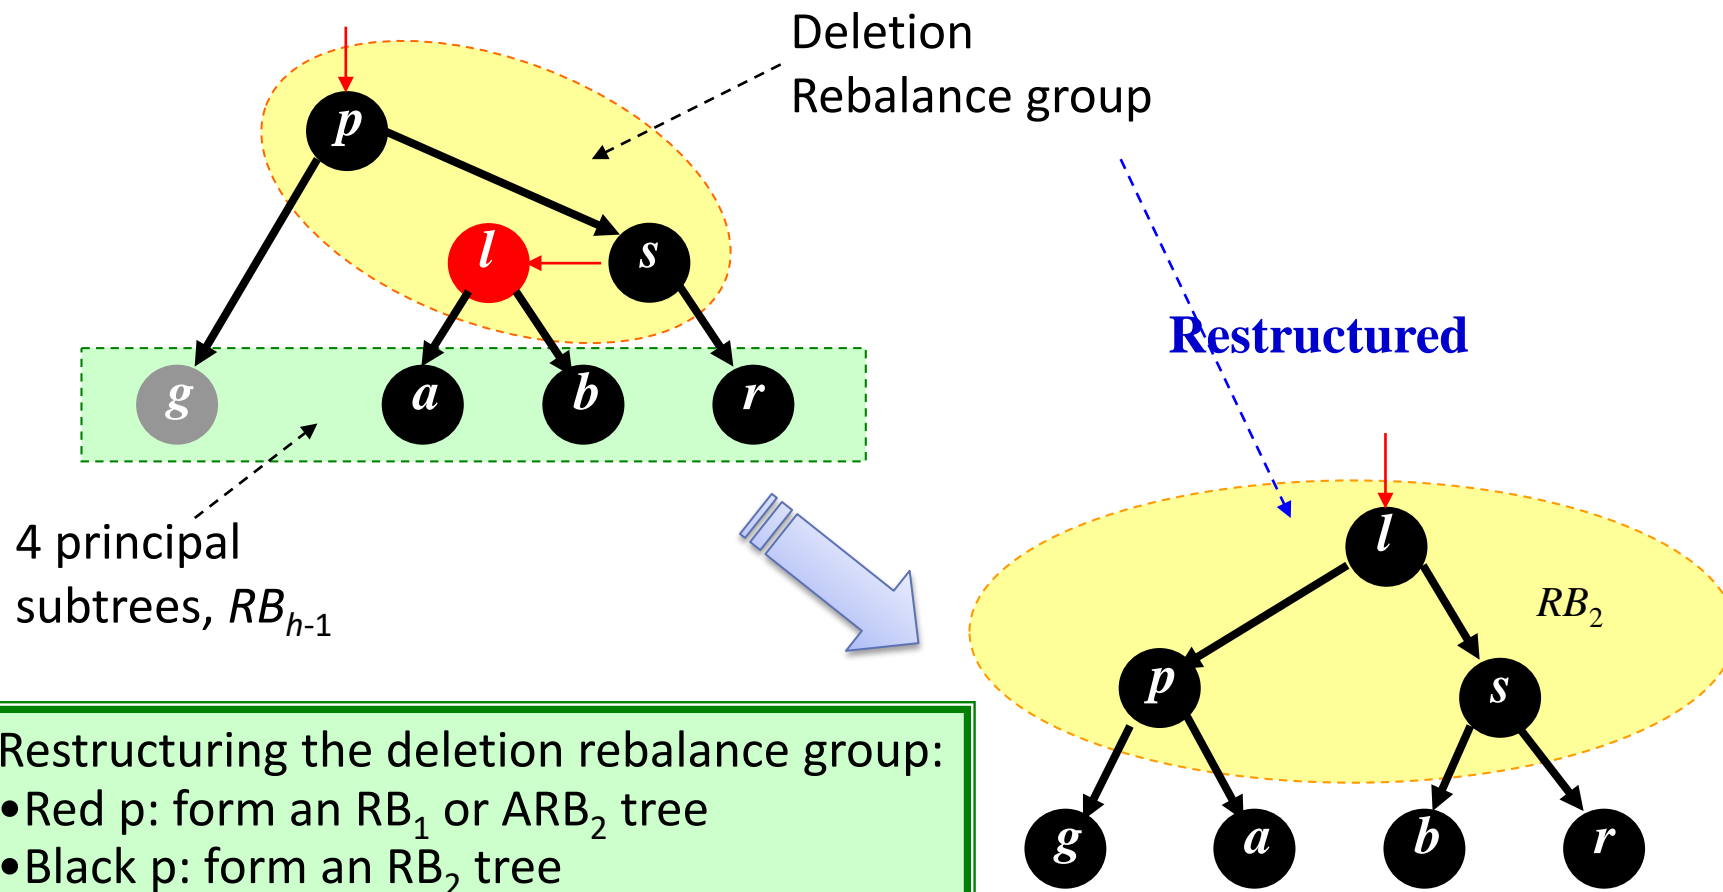 Deletion
Rebalance group
p
l
s
g
a
b
r
4 principal
subtrees, RBh-1
Restructured
l
RB2
p
s
g
a
b
r
Restructuring the deletion rebalance group:
•Red p: form an RB1 or ARB2 tree
•Black p: form an RB2 tree